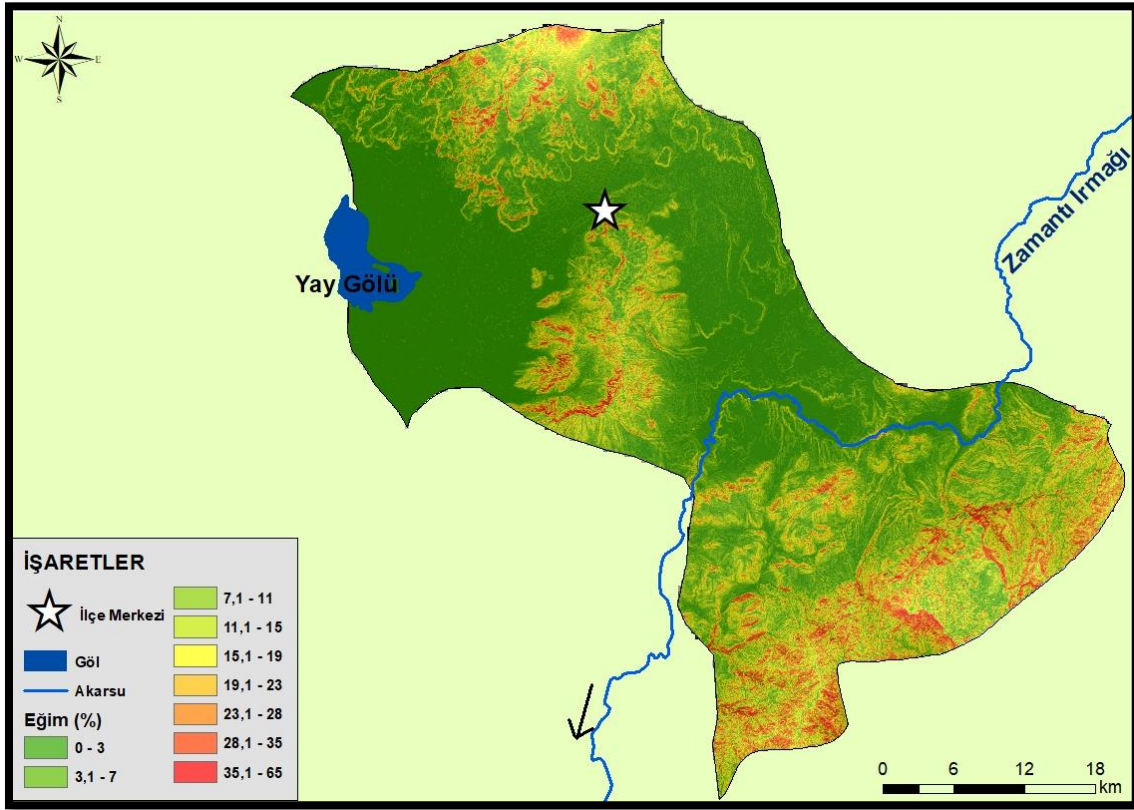 N
W E
S
Zamantı Irmağı
Yay Gölü
İŞARETLER
İlçe Merkezi
Göl
Akarsu
Eğim (%)
0 - 3
3,1 - 7
7,1 - 11
11,1 - 15
15,1 - 19
19,1 - 23
23,1 - 28
28,1 - 35
35,1 - 65
0 6 12 18
km